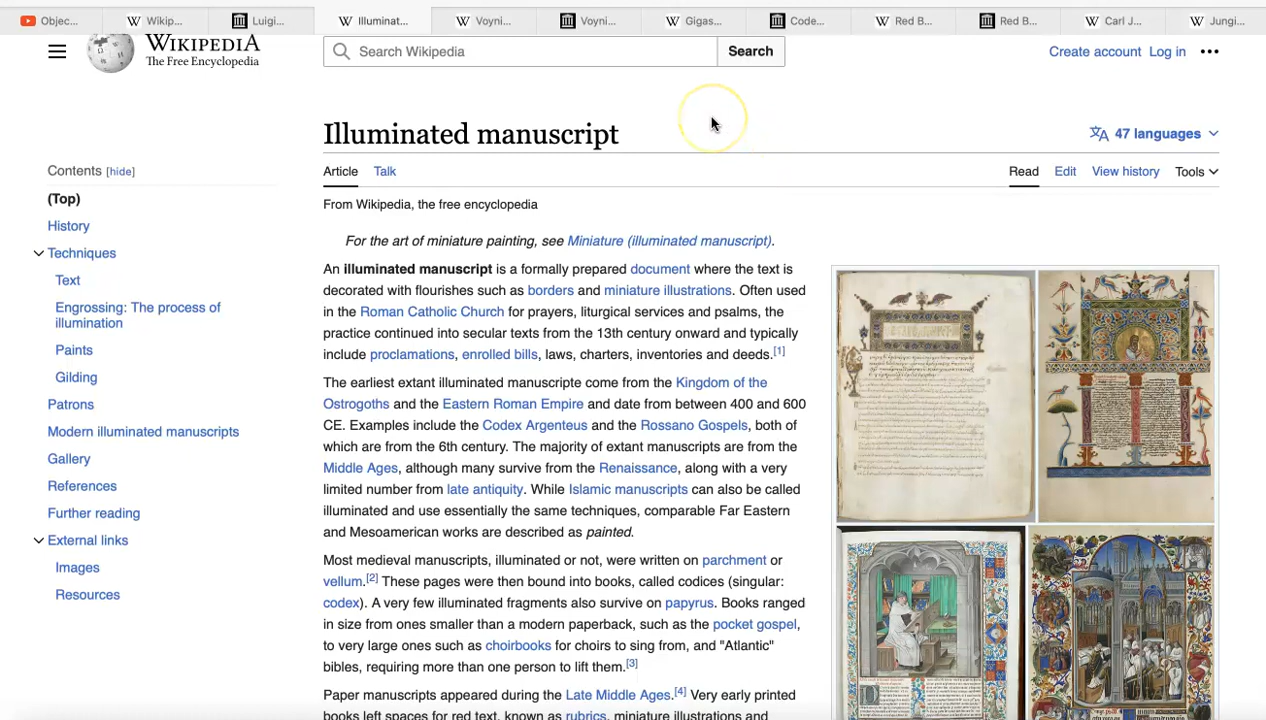 Objec...
Wikip...
Luigi...
Illuminat...
Voyni...
Voyni...
Gigas...
Code...
Red B...
Red B...
Carl J...
Jungi...
WIKIPEDIA
The Free Encyclopedia
Search Wikipedia
Search
Create account Log in
Illuminated manuscript
47 languages
Article Talk
Read Edit View history Tools
From Wikipedia, the free encyclopedia
Contents [hide]
(Top)
History
Techniques
Text
Engrossing: The process of
illumination
Paints
Gilding
Patrons
Modern illuminated manuscripts
Gallery
References
Further reading
External links
Images
Resources
For the art of miniature painting, see Miniature (illuminated manuscript).
An illuminated manuscript is a formally prepared document where the text is
decorated with flourishes such as borders and miniature illustrations. Often used
in the Roman Catholic Church for prayers, liturgical services and psalms, the
practice continued into secular texts from the 13th century onward and typically
include proclamations, enrolled bills, laws, charters, inventories and deeds.[1]
The earliest extant illuminated manuscripte come from the Kingdom of the
Ostrogoths and the Eastern Roman Empire and date from between 400 and 600
CE. Examples include the Codex Argenteus and the Rossano Gospels, both of
which are from the 6th century. The majority of extant manuscripts are from the
Middle Ages, although many survive from the Renaissance, along with a very
limited number from late antiquity. While Islamic manuscripts can also be called
illuminated and use essentially the same techniques, comparable Far Eastern
and Mesoamerican works are described as painted.
Most medieval manuscripts, illuminated or not, were written on parchment or
vellum.[2] These pages were then bound into books, called codices (singular:
codex). A very few illuminated fragments also survive on papyrus. Books ranged
in size from ones smaller than a modern paperback, such as the pocket gospel,
to very large ones such as choirbooks for choirs to sing from, and "Atlantic"
bibles, requiring more than one person to lift them.[3]
Paper manuscripts appeared during the Late Middle Ages.[4] Very early printed
books left spaces for red text, known as rubrics, miniature illustrations and